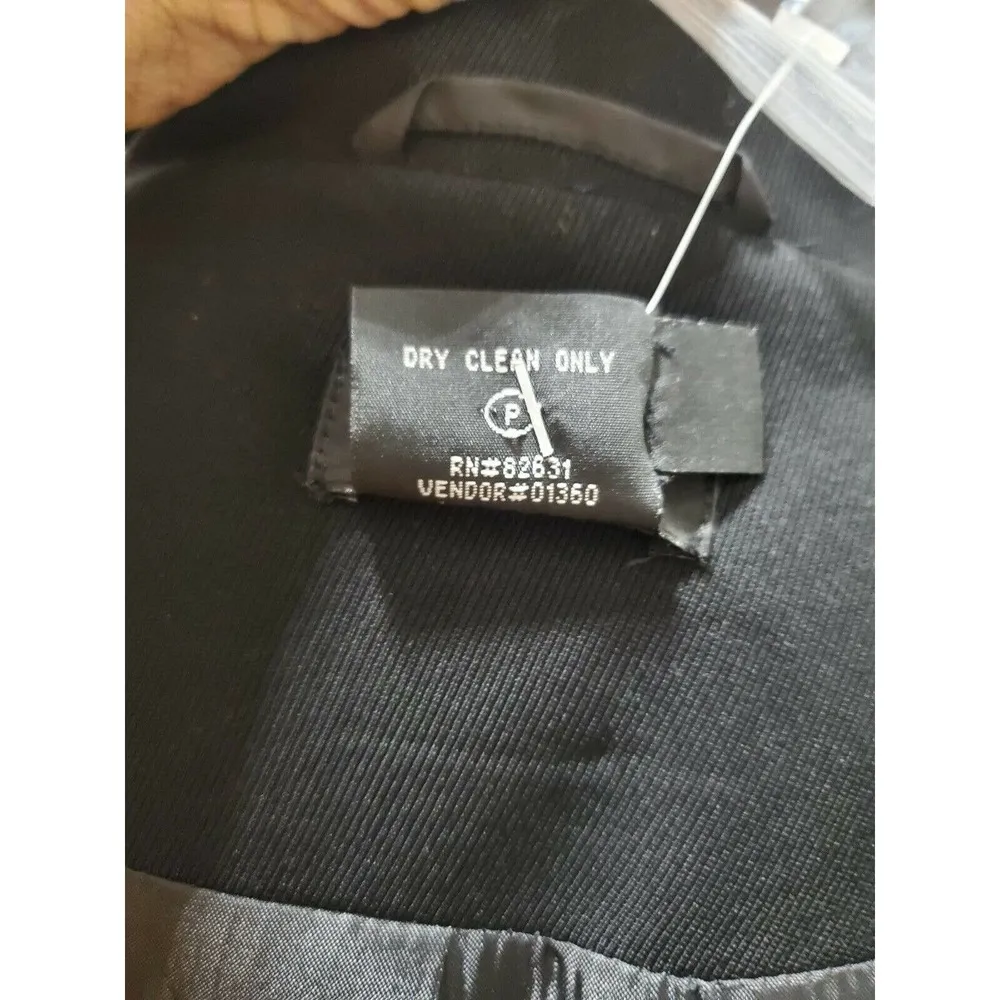 DRY CLEAN ONLY
P
RN#82631
VENDOR#01360